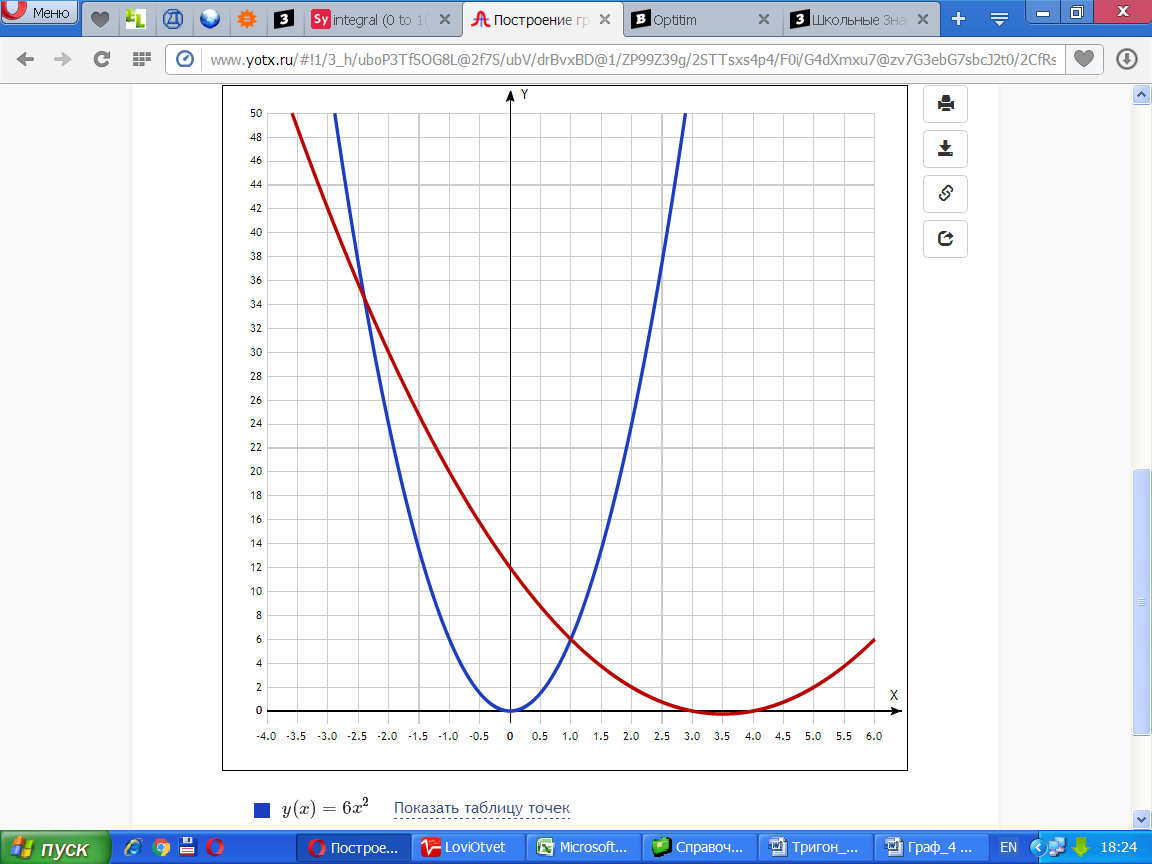 Меню
Sy integral (0 to 1(
Построение гр
B Optitim
3 Школьные Зна
www.yotx.ru/#!1/3_h/uboP3TfSOG8L@2f7S/ubV/drBvxBD@1/ZP99Z39g/2STTsxs4p4/F0i/G4dXmxu7@zv7G3ebG7sbcJ2t0/2CfRs
Y
50
48
46
44
42
40
38
36
34
32
30
28
26
24
22
20
18
16
14
12
10
8
6
4
2
0
X
-4.0 -3.5 -3.0 -2.5 -2.0 -1.5 -1.0 -0.5 0 0.5 1.0 1.5 2.0 2.5 3.0 3.5 4.0 4.5 5.0 5.5 6.0
y(x) = 6x² Показать таблицу точек
пуск Построе... LoviOtvet Microsoft... Справоч... Тригон_... Граф_4 ... EN 18:24